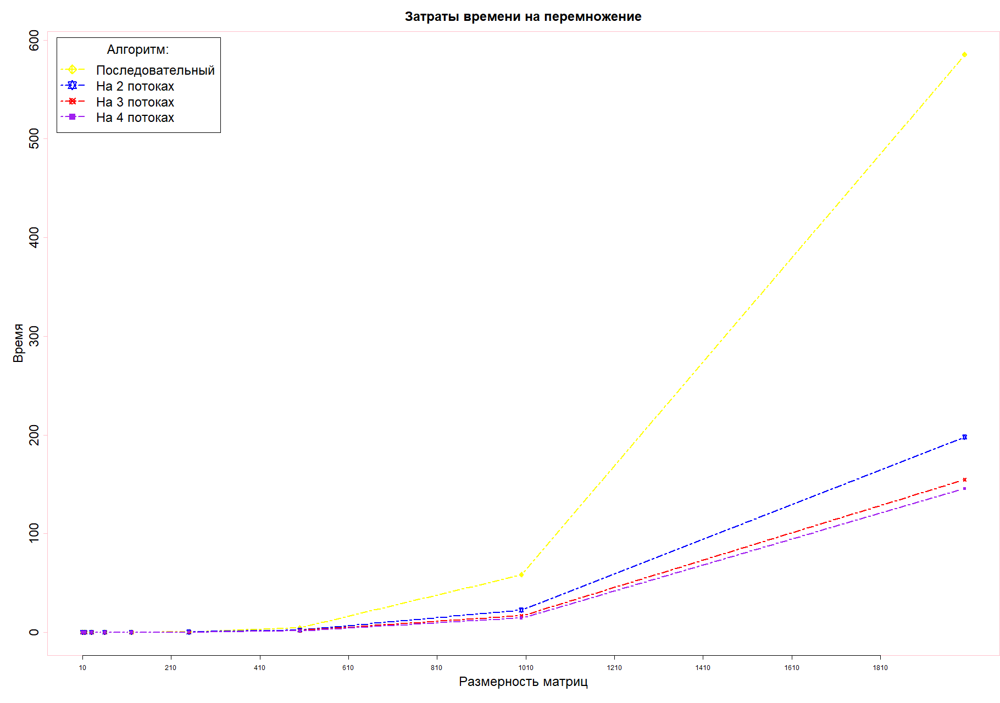 Затраты времени на перемножение
Алгоритм:
Последовательный
На 2 потоках
На 3 потоках
На 4 потоках
600
500
400
300
200
100
0
Время
10 210 410 610 810 1010 1210 1410 1610 1810
Размерность матриц